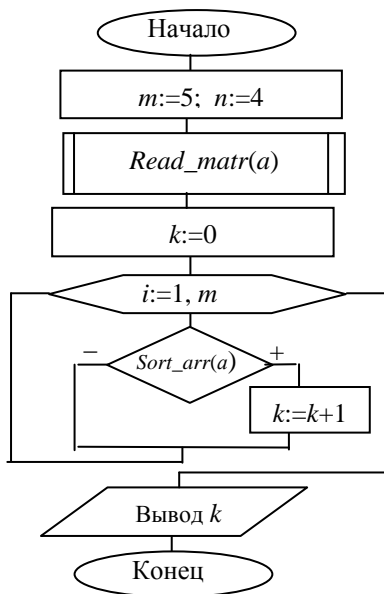 Начало
m:=5; n:=4
Read_matr(a)
k:=0
i:=1, m
– Sort_arr(a) +
k:=k+1
Вывод k
Конец